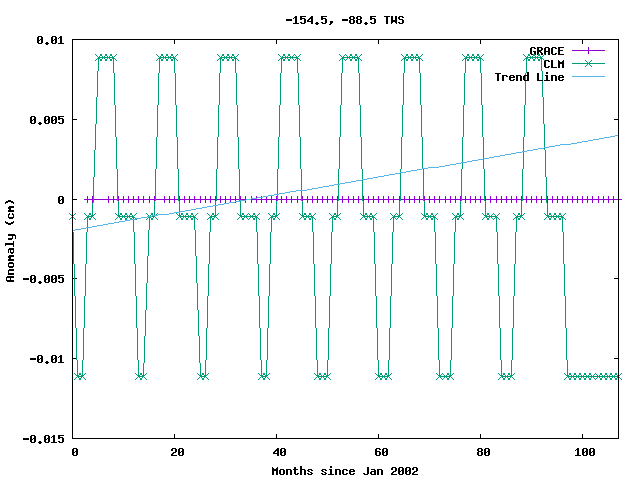 -154.5, -88.5 TWS
0.01
GRACE
CLM
Trend Line
0.005
0
-0.005
-0.01
-0.015
Anomaly (cm)
0 20 40 60 80 100
Months since Jan 2002